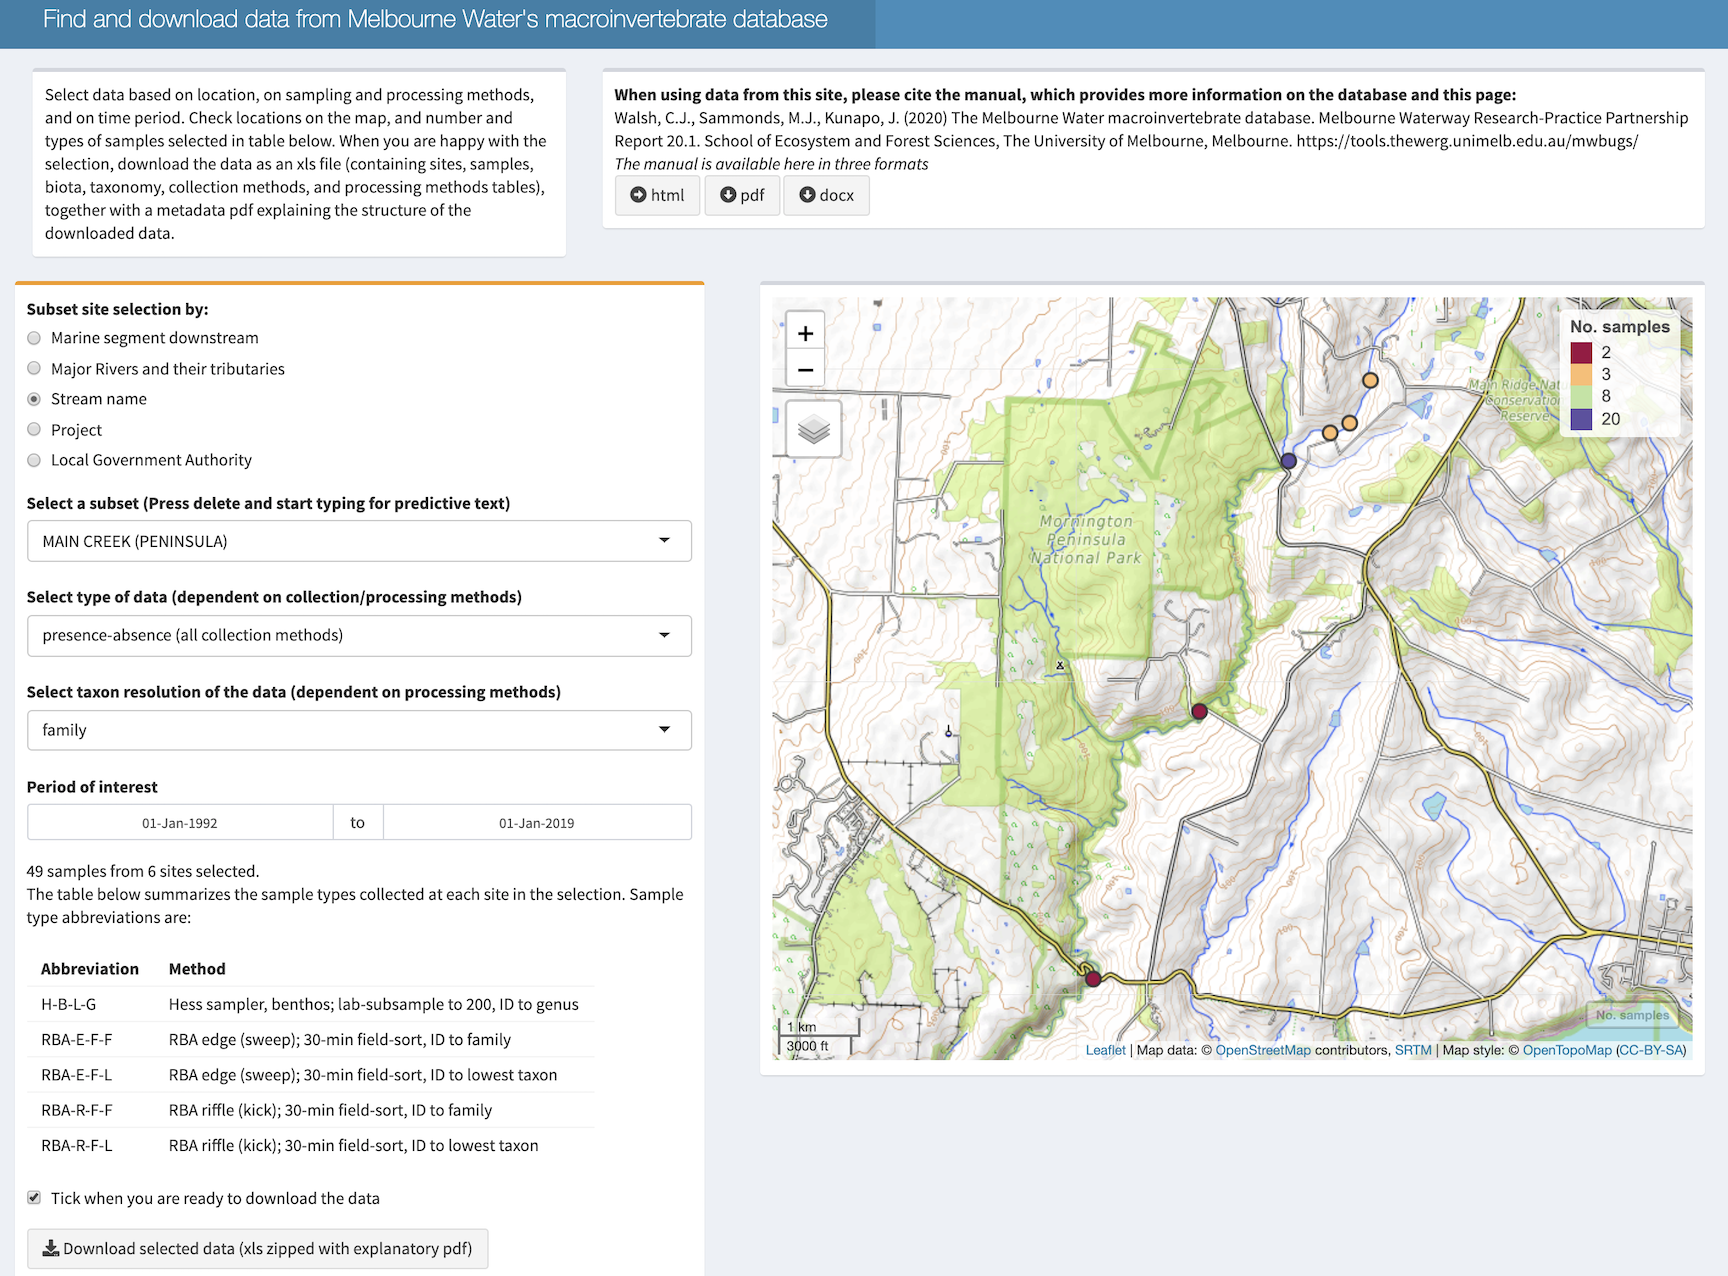 Find and download data from Melbourne Water's macroinvertebrate database
Select data based on location, on sampling and processing methods,
and on time period. Check locations on the map, and number and
types of samples selected in table below. When you are happy with the
selection, download the data as an xls file (containing sites, samples,
biota, taxonomy, collection methods, and processing methods tables),
together with a metadata pdf explaining the structure of the
downloaded data.
When using data from this site, please cite the manual, which provides more information on the database and this page:
Walsh, C.J., Sammonds, M.J., Kunapo, J. (2020) The Melbourne Water macroinvertebrate database. Melbourne Waterway Research-Practice Partnership
Report 20.1. School of Ecosystem and Forest Sciences, The University of Melbourne, Melbourne. https://tools.thewerg.unimelb.edu.au/mwbugs/
The manual is available here in three formats
html pdf docx
Subset site selection by:
Marine segment downstream
Major Rivers and their tributaries
Stream name
Project
Local Government Authority
Select a subset (Press delete and start typing for predictive text)
MAIN CREEK (PENINSULA)
Select type of data (dependent on collection/processing methods)
presence-absence (all collection methods)
Select taxon resolution of the data (dependent on processing methods)
family
Period of interest
01-Jan-1992 to 01-Jan-2019
49 samples from 6 sites selected.
The table below summarizes the sample types collected at each site in the selection. Sample
type abbreviations are:
Abbreviation Method
H-B-L-G Hess sampler, benthos; lab-subsample to 200, ID to genus
RBA-E-F-F RBA edge (sweep); 30-min field-sort, ID to family
RBA-E-F-L RBA edge (sweep); 30-min field-sort, ID to lowest taxon
RBA-R-F-F RBA riffle (kick); 30-min field-sort, ID to family
RBA-R-F-L RBA riffle (kick); 30-min field-sort, ID to lowest taxon
Tick when you are ready to download the data
Download selected data (xls zipped with explanatory pdf)
+
−
No. samples
2
3
8
20
Main Ridge Nat
Conservation
Reserve
Mornington
Peninsula
National Park
100
100
100
100
100
100
100
100
No. samples
1 km
3000 ft
Leaflet | Map data: © OpenStreetMap contributors, SRTM | Map style: © OpenTopoMap (CC-BY-SA)